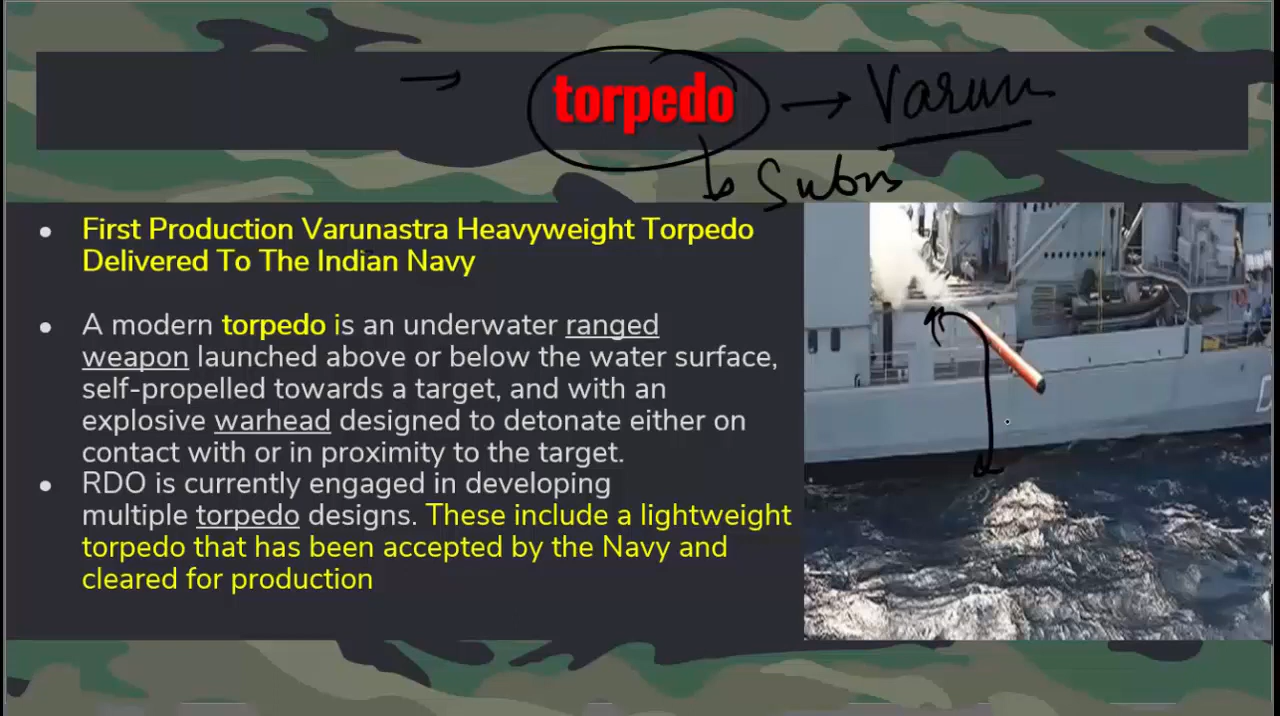 torpedo → Varun
↳ Subm
First Production Varunastra Heavyweight Torpedo
Delivered To The Indian Navy
A modern torpedo is an underwater ranged
weapon launched above or below the water surface,
self-propelled towards a target, and with an
explosive warhead designed to detonate either on
contact with or in proximity to the target.
RDO is currently engaged in developing
multiple torpedo designs. These include a lightweight
torpedo that has been accepted by the Navy and
cleared for production
D